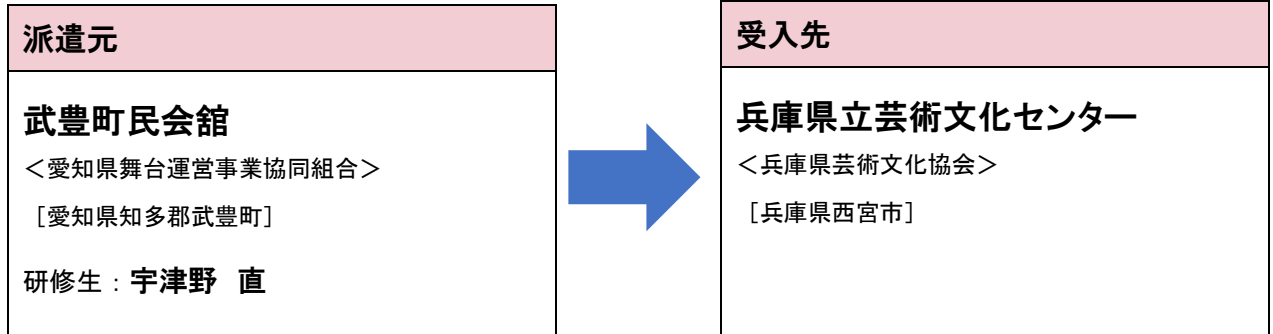 派遣元
武豊町民会舘
<愛知県舞台運営事業協同組合>
［愛知県知多郡武豊町］
研修生：宇津野　直
受入先
兵庫県立芸術文化センター
<兵庫県芸術文化協会>
［兵庫県西宮市］